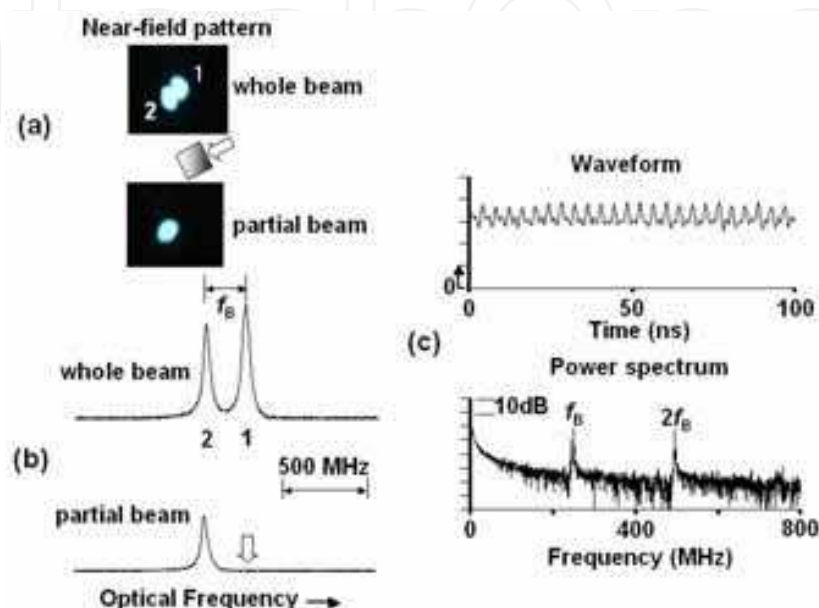 Near-field pattern
1
2
whole beam
(a)
partial beam
fB
whole beam
2 1
(b)
500 MHz
partial beam
Optical Frequency
Waveform
0
0 50 100
Time (ns)
(c)
Power spectrum
10dB
fB
2fB
0 400 800
Frequency (MHz)